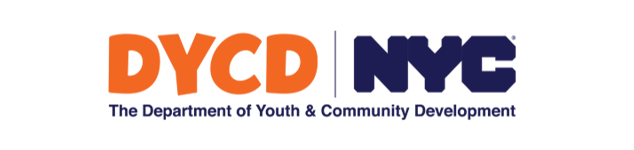 DYCD NYC®
The Department of Youth & Community Development